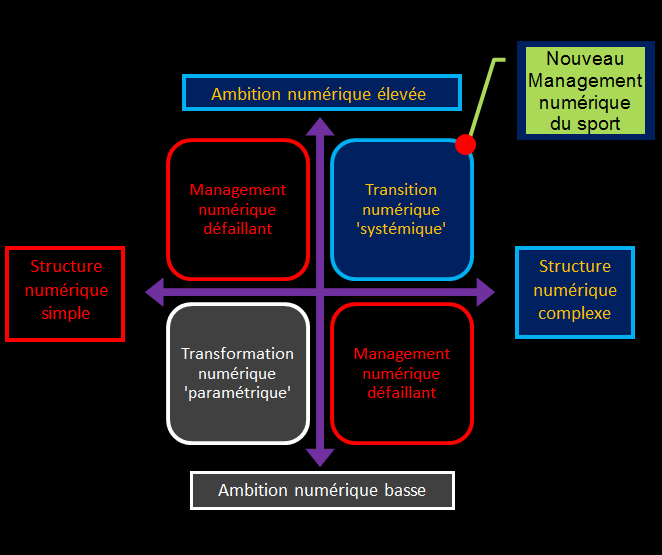 Nouveau
Management
numérique
du sport
Ambition numérique élevée
Management
numérique
défaillant
Transition
numérique
'systémique'
Structure
numérique
simple
Structure
numérique
complexe
Transformation
numérique
'paramétrique'
Management
numérique
défaillant
Ambition numérique basse